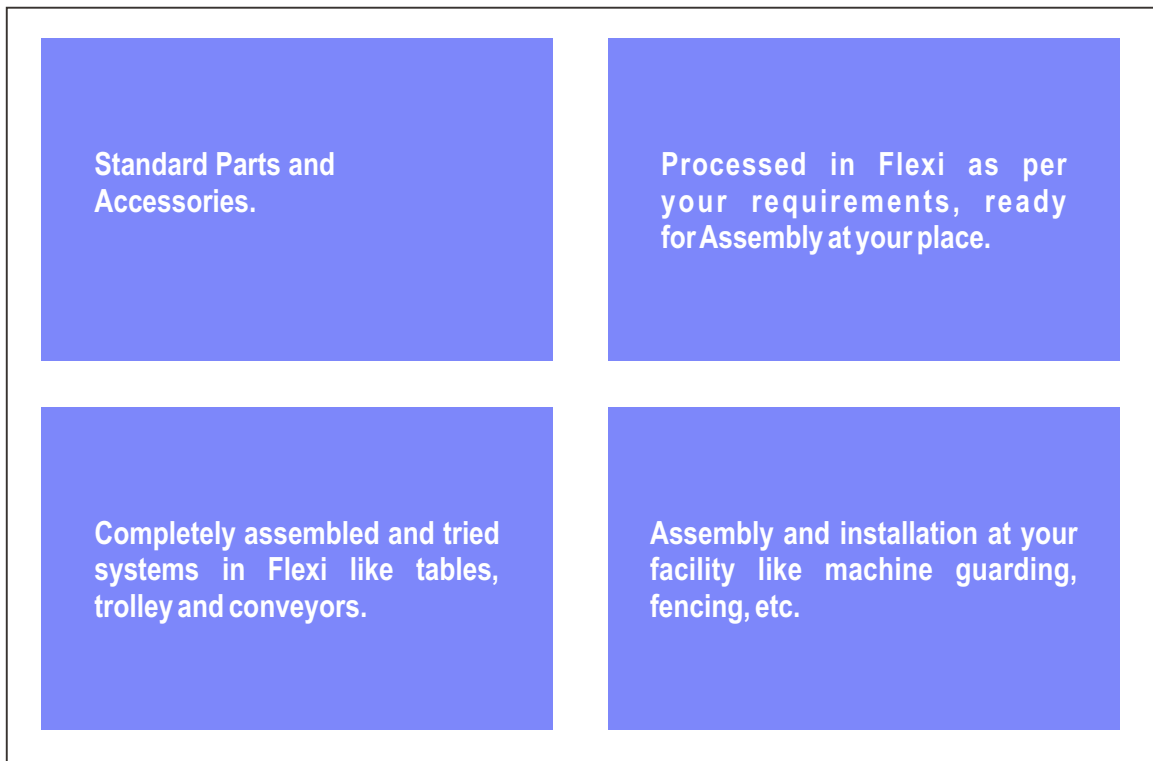 Standard Parts and
Accessories.
Processed in Flexi as per
your requirements, ready
for Assembly at your place.
Completely assembled and tried
systems in Flexi like tables,
trolley and conveyors.
Assembly and installation at your
facility like machine guarding,
fencing, etc.